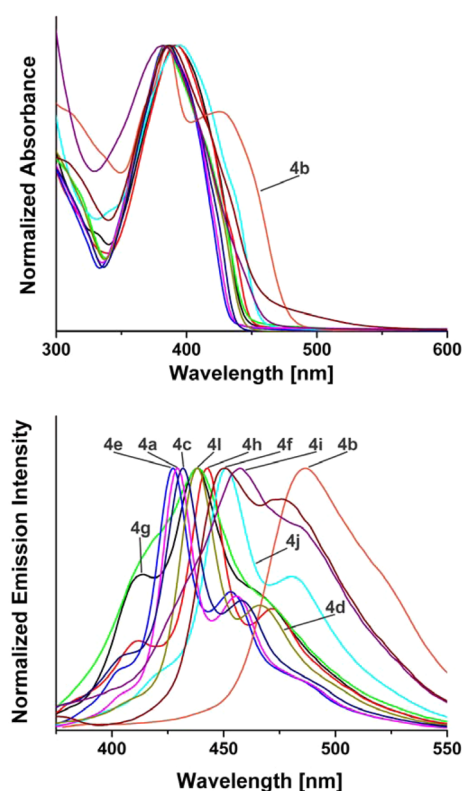 Normalized Absorbance
4b
300 400 500 600
Wavelength [nm]
Normalized Emission Intensity
4e 4a 4c 4l 4h 4f 4i 4b
4g
4j
4d
400 450 500 550
Wavelength [nm]